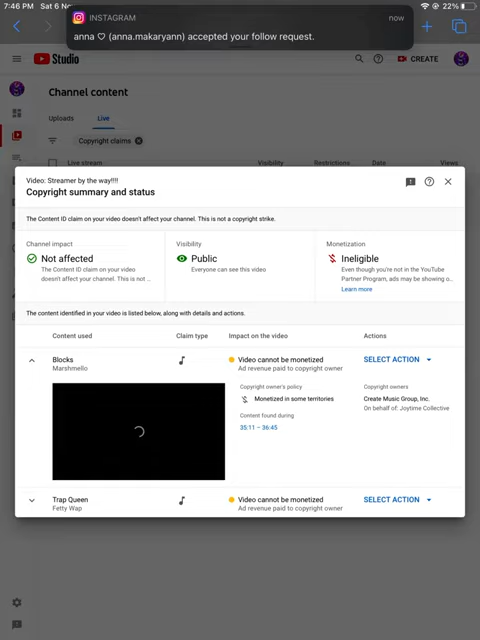 7:46 PM Sat 6 No
22%
INSTAGRAM
now
anna ♡ (anna.makaryann) accepted your follow request.
Studio
CREATE
Channel content
Uploads
Live
Copyright claims
Live stream
Visibility
Restrictions
Date
Views
Video: Streamer by the way!!!!
Copyright summary and status
The Content ID claim on your video doesn't affect your channel. This is not a copyright strike.
Channel impact
Not affected
The Content ID claim on your video
doesn't affect your channel. This is not ...
Visibility
Public
Everyone can see this video
Monetization
Ineligible
Even though you're not in the YouTube
Partner Program, ads may be showing o...
Learn more
The content identified in your video is listed below, along with details and actions.
Content used
Claim type
Impact on the video
Actions
Blocks
Marshmello
Video cannot be monetized
Ad revenue paid to copyright owner
SELECT ACTION
Copyright owner's policy
Monetized in some territories
Content found during
35:11 – 36:45
Copyright owners
Create Music Group, Inc.
On behalf of: Joytime Collective
Trap Queen
Fetty Wap
Video cannot be monetized
Ad revenue paid to copyright owner
SELECT ACTION